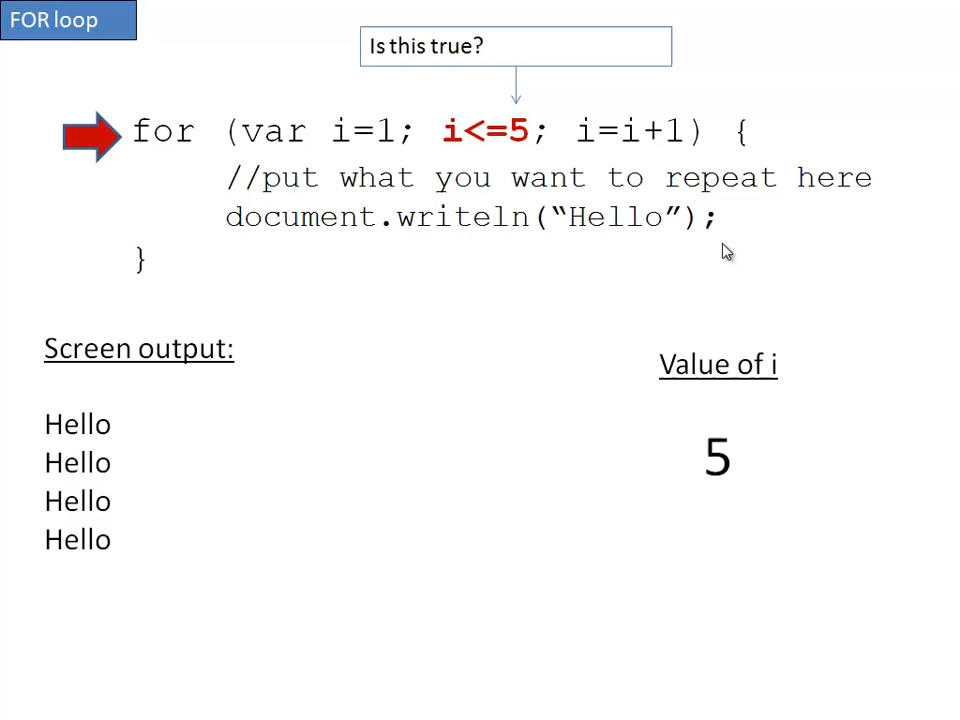 FOR loop
Is this true?
for (var i=1; i<=5; i=i+1) {
//put what you want to repeat here
document.writeln(“Hello”);
}
Screen output:
Value of i
Hello
Hello
Hello
Hello
5